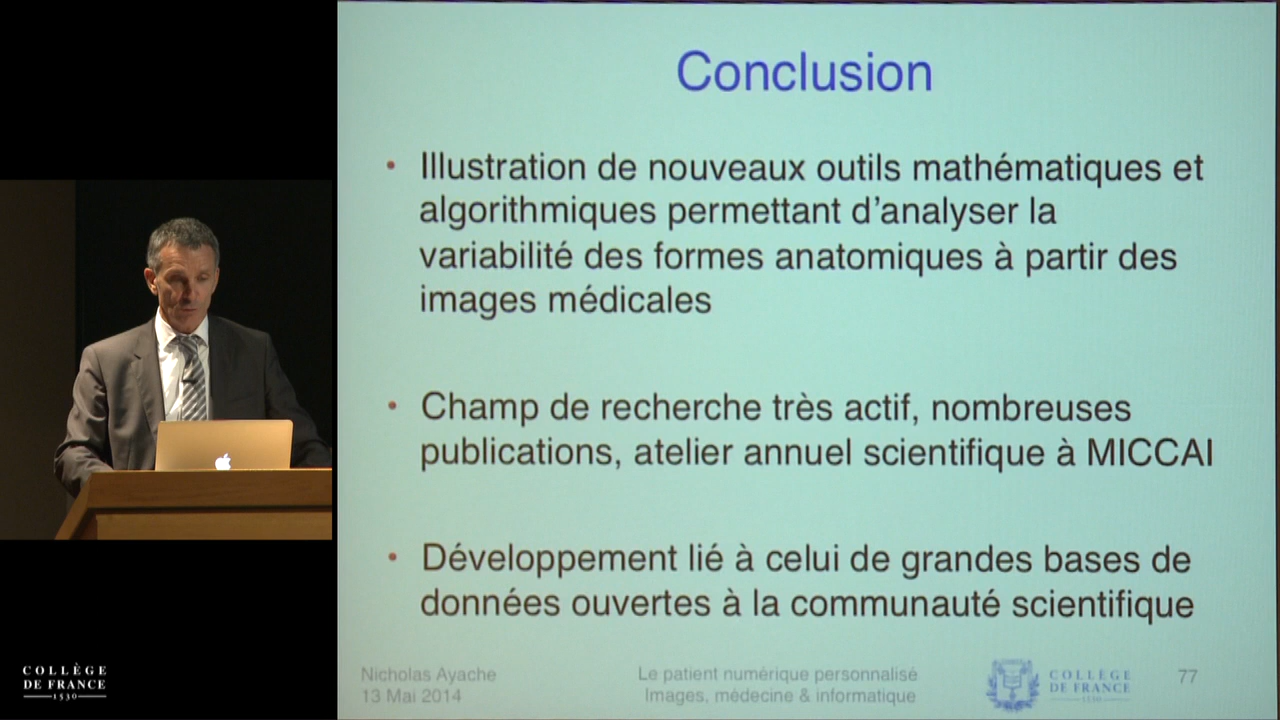 Conclusion
• Illustration de nouveaux outils mathématiques et
algorithmiques permettant d'analyser la
variabilité des formes anatomiques à partir des
images médicales
• Champ de recherche très actif, nombreuses
publications, atelier annuel scientifique à MICCAI
• Développement lié à celui de grandes bases de
données ouvertes à la communauté scientifique
Nicholas Ayache
13 Mai 2014
Le patient numérique personnalisé
Images, médecine & informatique
COLLÈGE
DE FRANCE
1530
77
COLLÈGE
DE FRANCE
1530